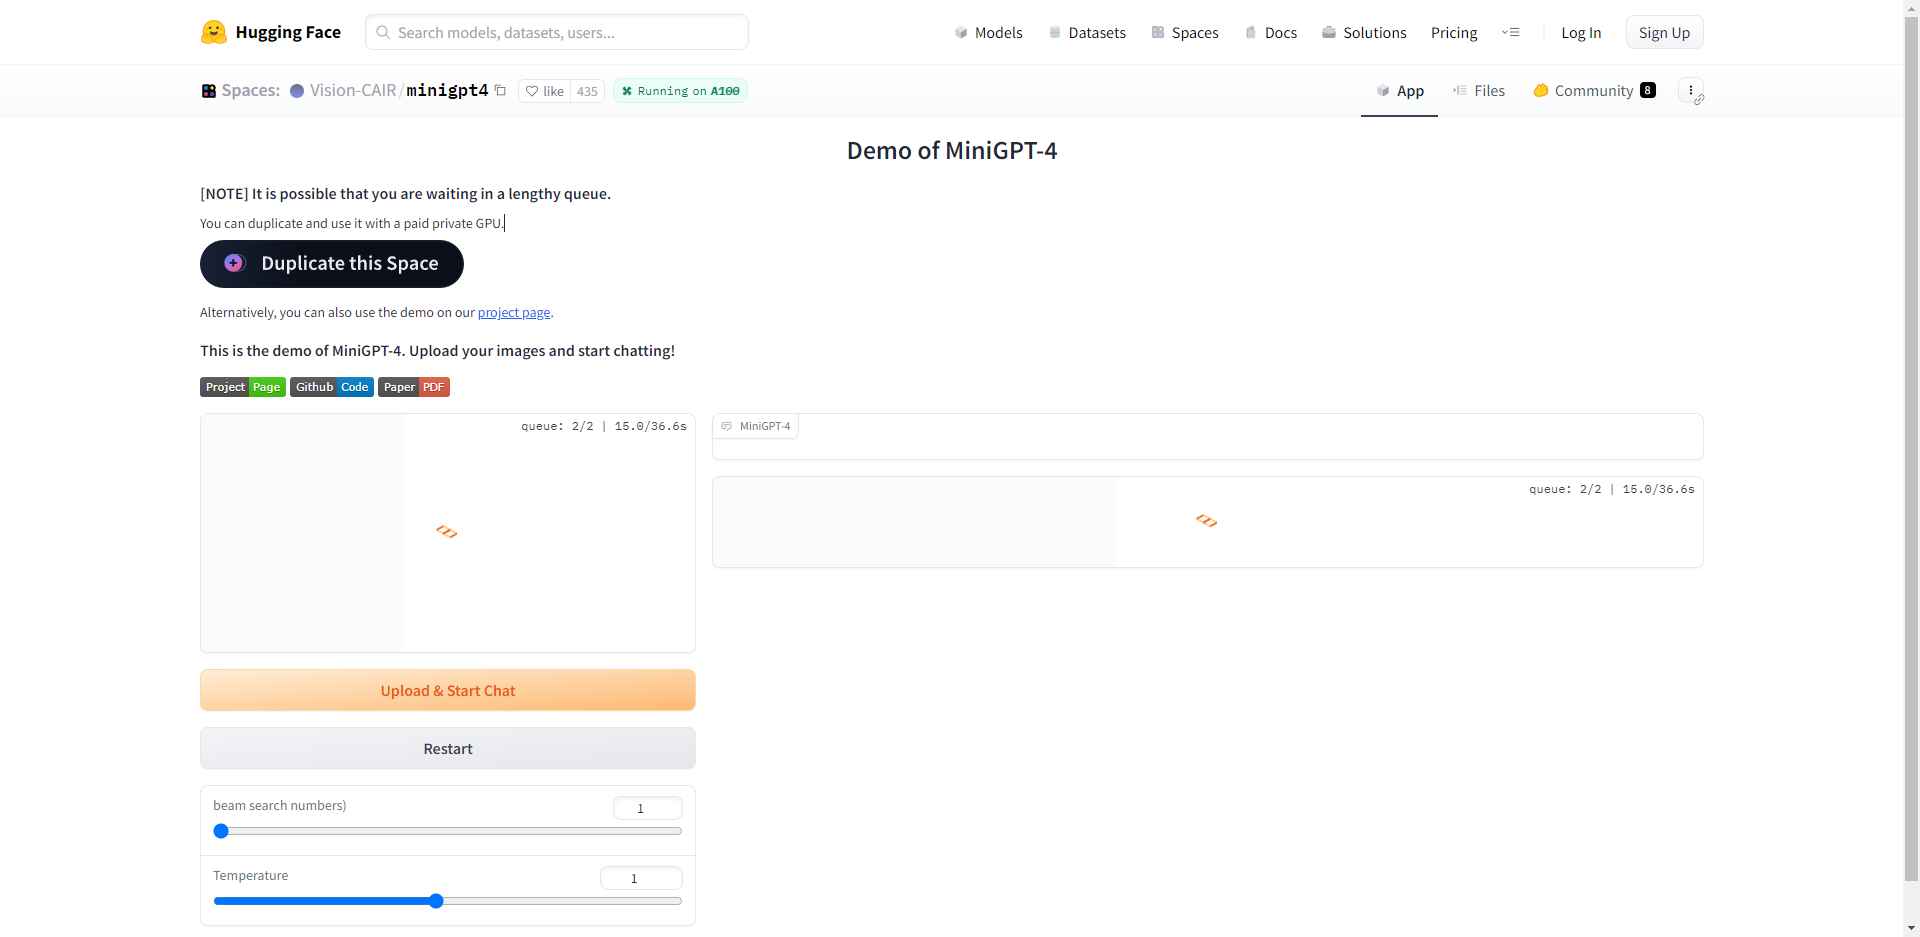 Hugging Face
Search models, datasets, users...
Models
Datasets
Spaces
Docs
Solutions
Pricing
Log In
Sign Up
Spaces:
Vision-CAIR/minigpt4
like
435
Running on A100
App
Files
Community 8
Demo of MiniGPT-4
[NOTE] It is possible that you are waiting in a lengthy queue.
You can duplicate and use it with a paid private GPU.
Duplicate this Space
Alternatively, you can also use the demo on our project page.
This is the demo of MiniGPT-4. Upload your images and start chatting!
Project Page Github Code Paper PDF
queue: 2/2 | 15.0/36.6s
MiniGPT-4
queue: 2/2 | 15.0/36.6s
Upload & Start Chat
Restart
beam search numbers)
1
Temperature
1